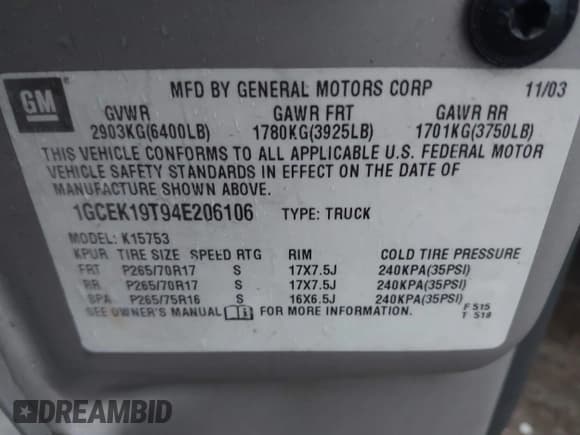 GM
MFD BY GENERAL MOTORS CORP 11/03
GVWR GAWR FRT GAWR RR
2903KG(6400LB) 1780KG(3925LB) 1701KG(3750LB)
THIS VEHICLE CONFORMS TO ALL APPLICABLE U.S. FEDERAL MOTOR
VEHICLE SAFETY STANDARDS IN EFFECT ON THE DATE OF
MANUFACTURE SHOWN ABOVE.
1GCEK19T94E206106 TYPE: TRUCK
MODEL: K15753
KPUR TIRE SIZE SPEED RTG RIM COLD TIRE PRESSURE
FRT P265/70R17 S 17X7.5J 240KPA(35PSI)
RR P265/70R17 S 17X7.5J 240KPA(35PSI)
SPA P265/75R16 S 16X6.5J 240KPA(35PSI)
SEE OWNER'S MANUAL i FOR MORE INFORMATION. F 515
T 518
DREAMBID